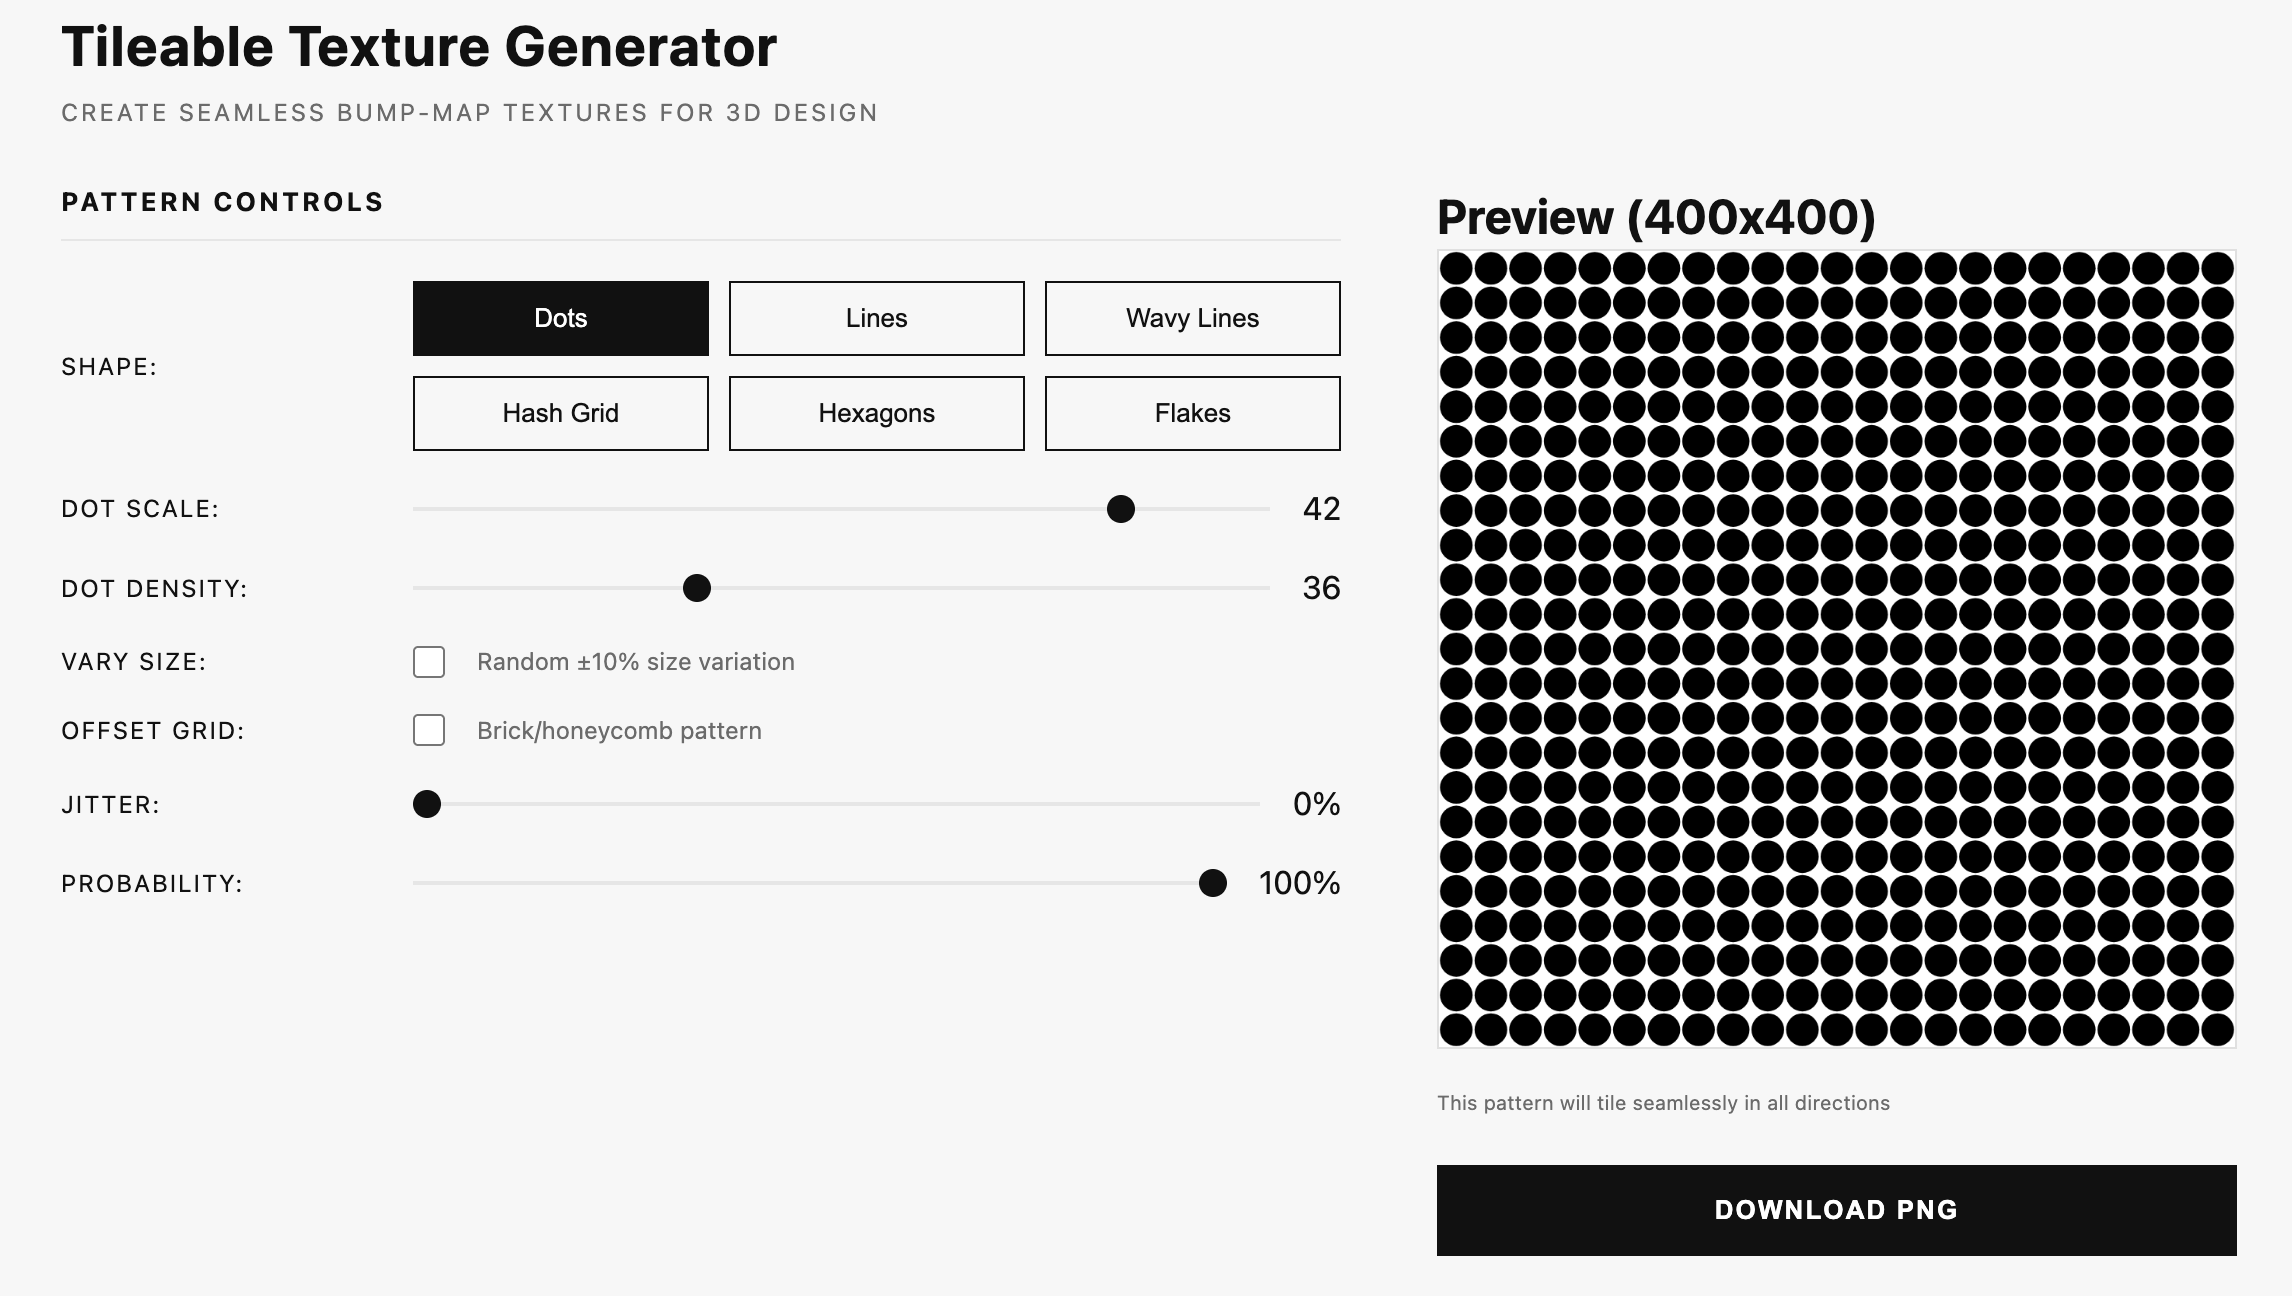 Tileable Texture Generator
CREATE SEAMLESS BUMP-MAP TEXTURES FOR 3D DESIGN
PATTERN CONTROLS
SHAPE:
Dots
Lines
Wavy Lines
Hash Grid
Hexagons
Flakes
DOT SCALE:
42
DOT DENSITY:
36
VARY SIZE:
Random ±10% size variation
OFFSET GRID:
Brick/honeycomb pattern
JITTER:
0%
PROBABILITY:
100%
Preview (400x400)
This pattern will tile seamlessly in all directions
DOWNLOAD PNG